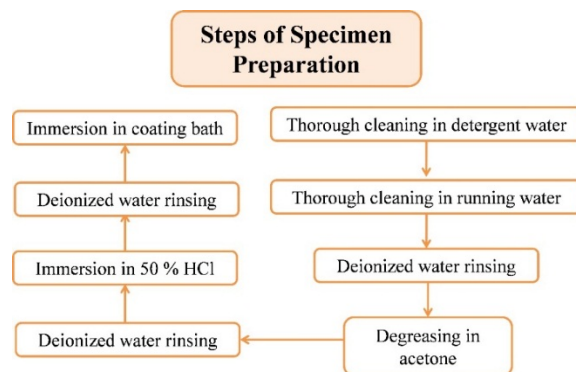 Steps of Specimen
Preparation
Thorough cleaning in detergent water
Thorough cleaning in running water
Deionized water rinsing
Degreasing in
acetone
Deionized water rinsing
Immersion in 50 % HCl
Deionized water rinsing
Immersion in coating bath